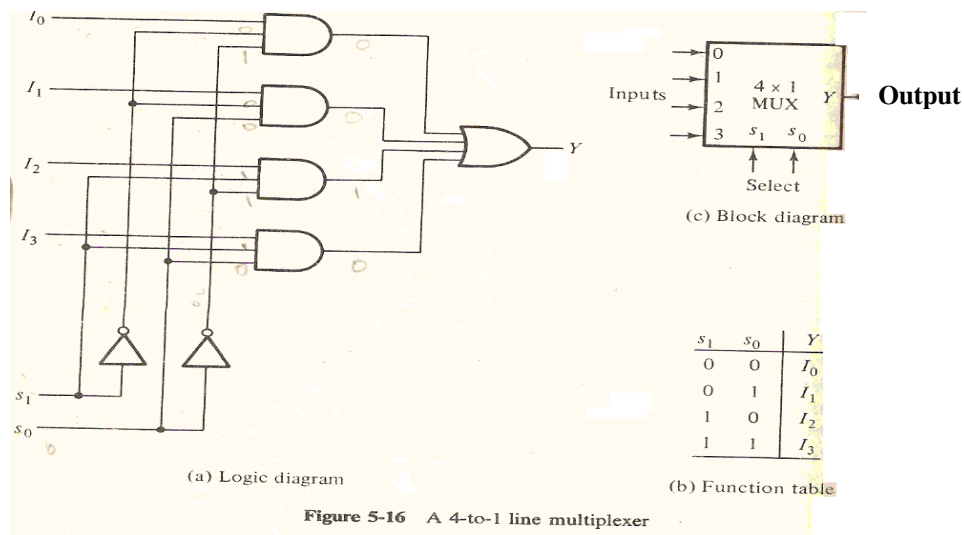 I0
I1
I2
I3
s1
s0
Y
(a) Logic diagram
Inputs
0
1
2
3
4 × 1
MUX
Y
s1 s0
Output
Select
(c) Block diagram
s1 s0 Y
0 0 I0
0 1 I1
1 0 I2
1 1 I3
(b) Function table
Figure 5-16 A 4-to-1 line multiplexer